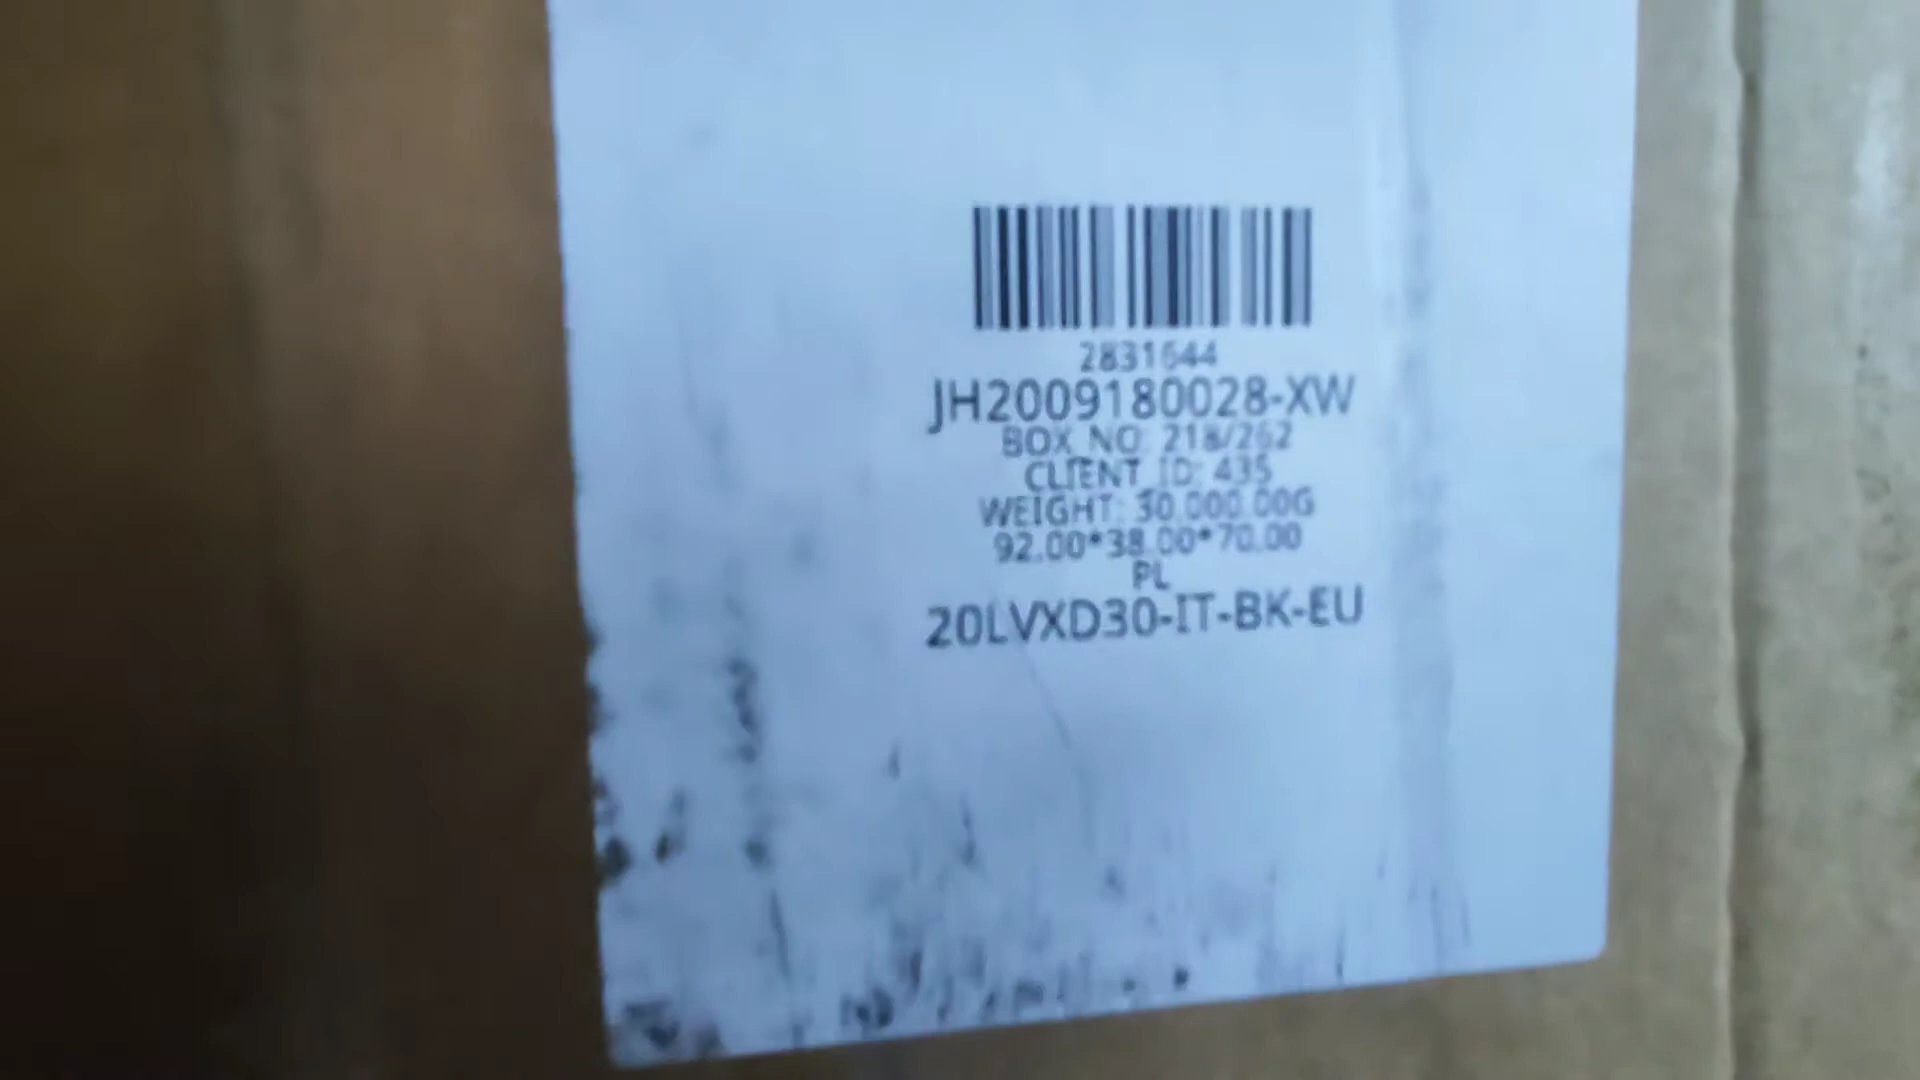 2831644
JH2009180028-XW
BOX NO: 218/262
CLIENT ID: 435
WEIGHT: 30,000.00G
92.00*38.00*70.00
PL
20LVXD30-IT-BK-EU